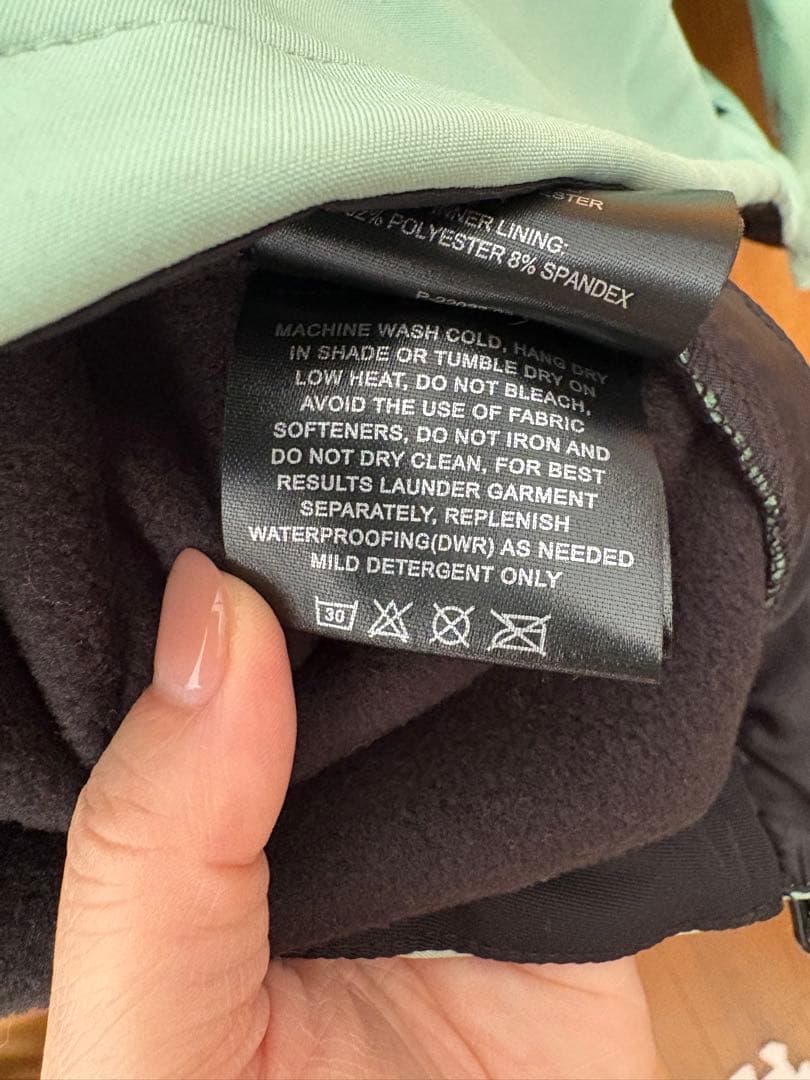 INNER LINING:
POLYESTER 8% SPANDEX
MACHINE WASH COLD, HANG DRY
IN SHADE OR TUMBLE DRY ON
LOW HEAT, DO NOT BLEACH,
AVOID THE USE OF FABRIC
SOFTENERS, DO NOT IRON AND
DO NOT DRY CLEAN, FOR BEST
RESULTS LAUNDER GARMENT
SEPARATELY, REPLENISH
WATERPROOFING(DWR) AS NEEDED
MILD DETERGENT ONLY
30